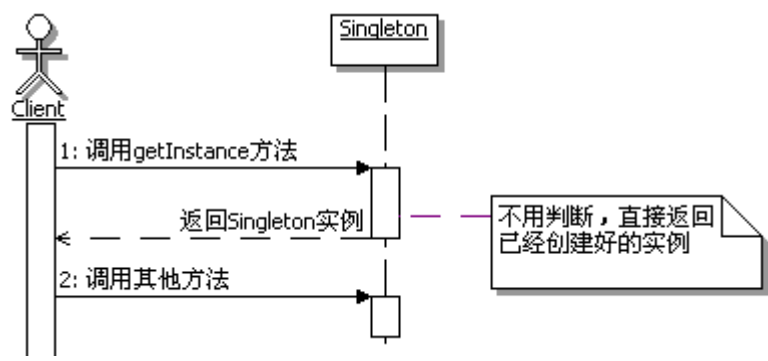 Singleton
Client
1: 调用getInstance方法
返回Singleton实例
不用判断，直接返回
已经创建好的实例
2: 调用其他方法